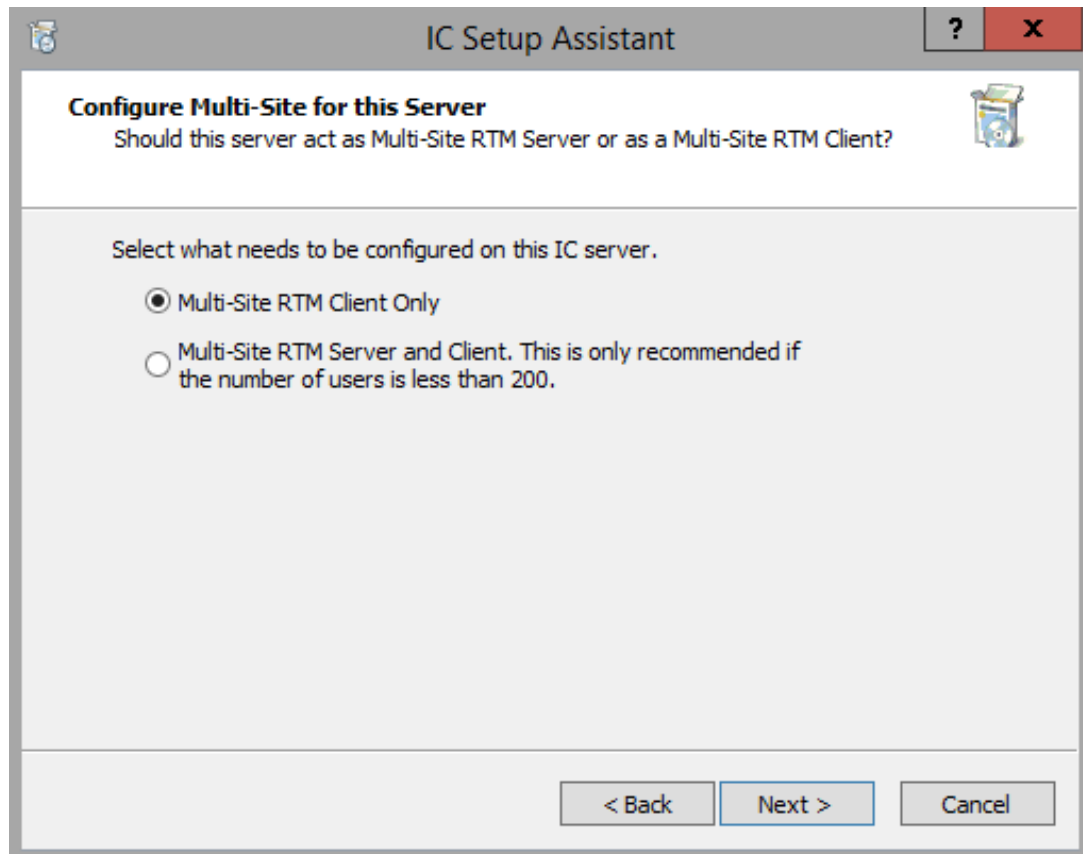 IC Setup Assistant
?
x
Configure Multi-Site for this Server
Should this server act as Multi-Site RTM Server or as a Multi-Site RTM Client?
Select what needs to be configured on this IC server.
Multi-Site RTM Client Only
Multi-Site RTM Server and Client. This is only recommended if
the number of users is less than 200.
< Back
Next >
Cancel